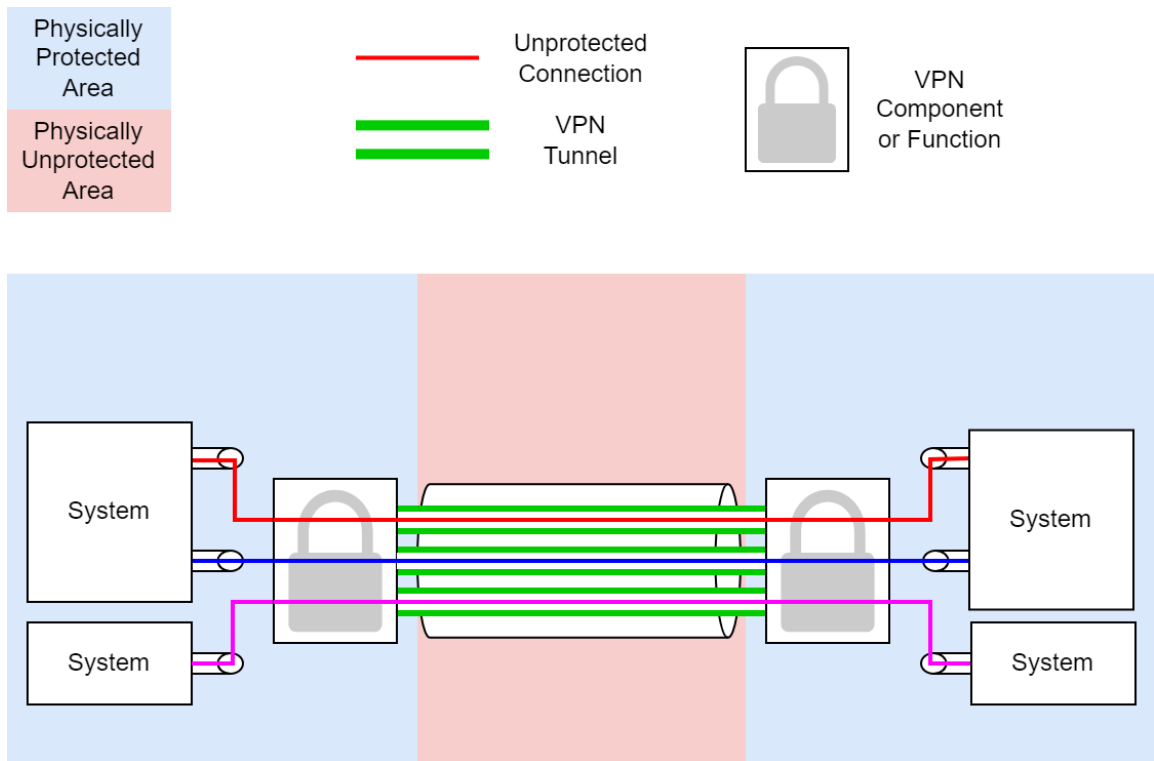 Physically
Protected
Area
Physically
Unprotected
Area
Unprotected
Connection
VPN
Tunnel
VPN
Component
or Function
System
System
System
System